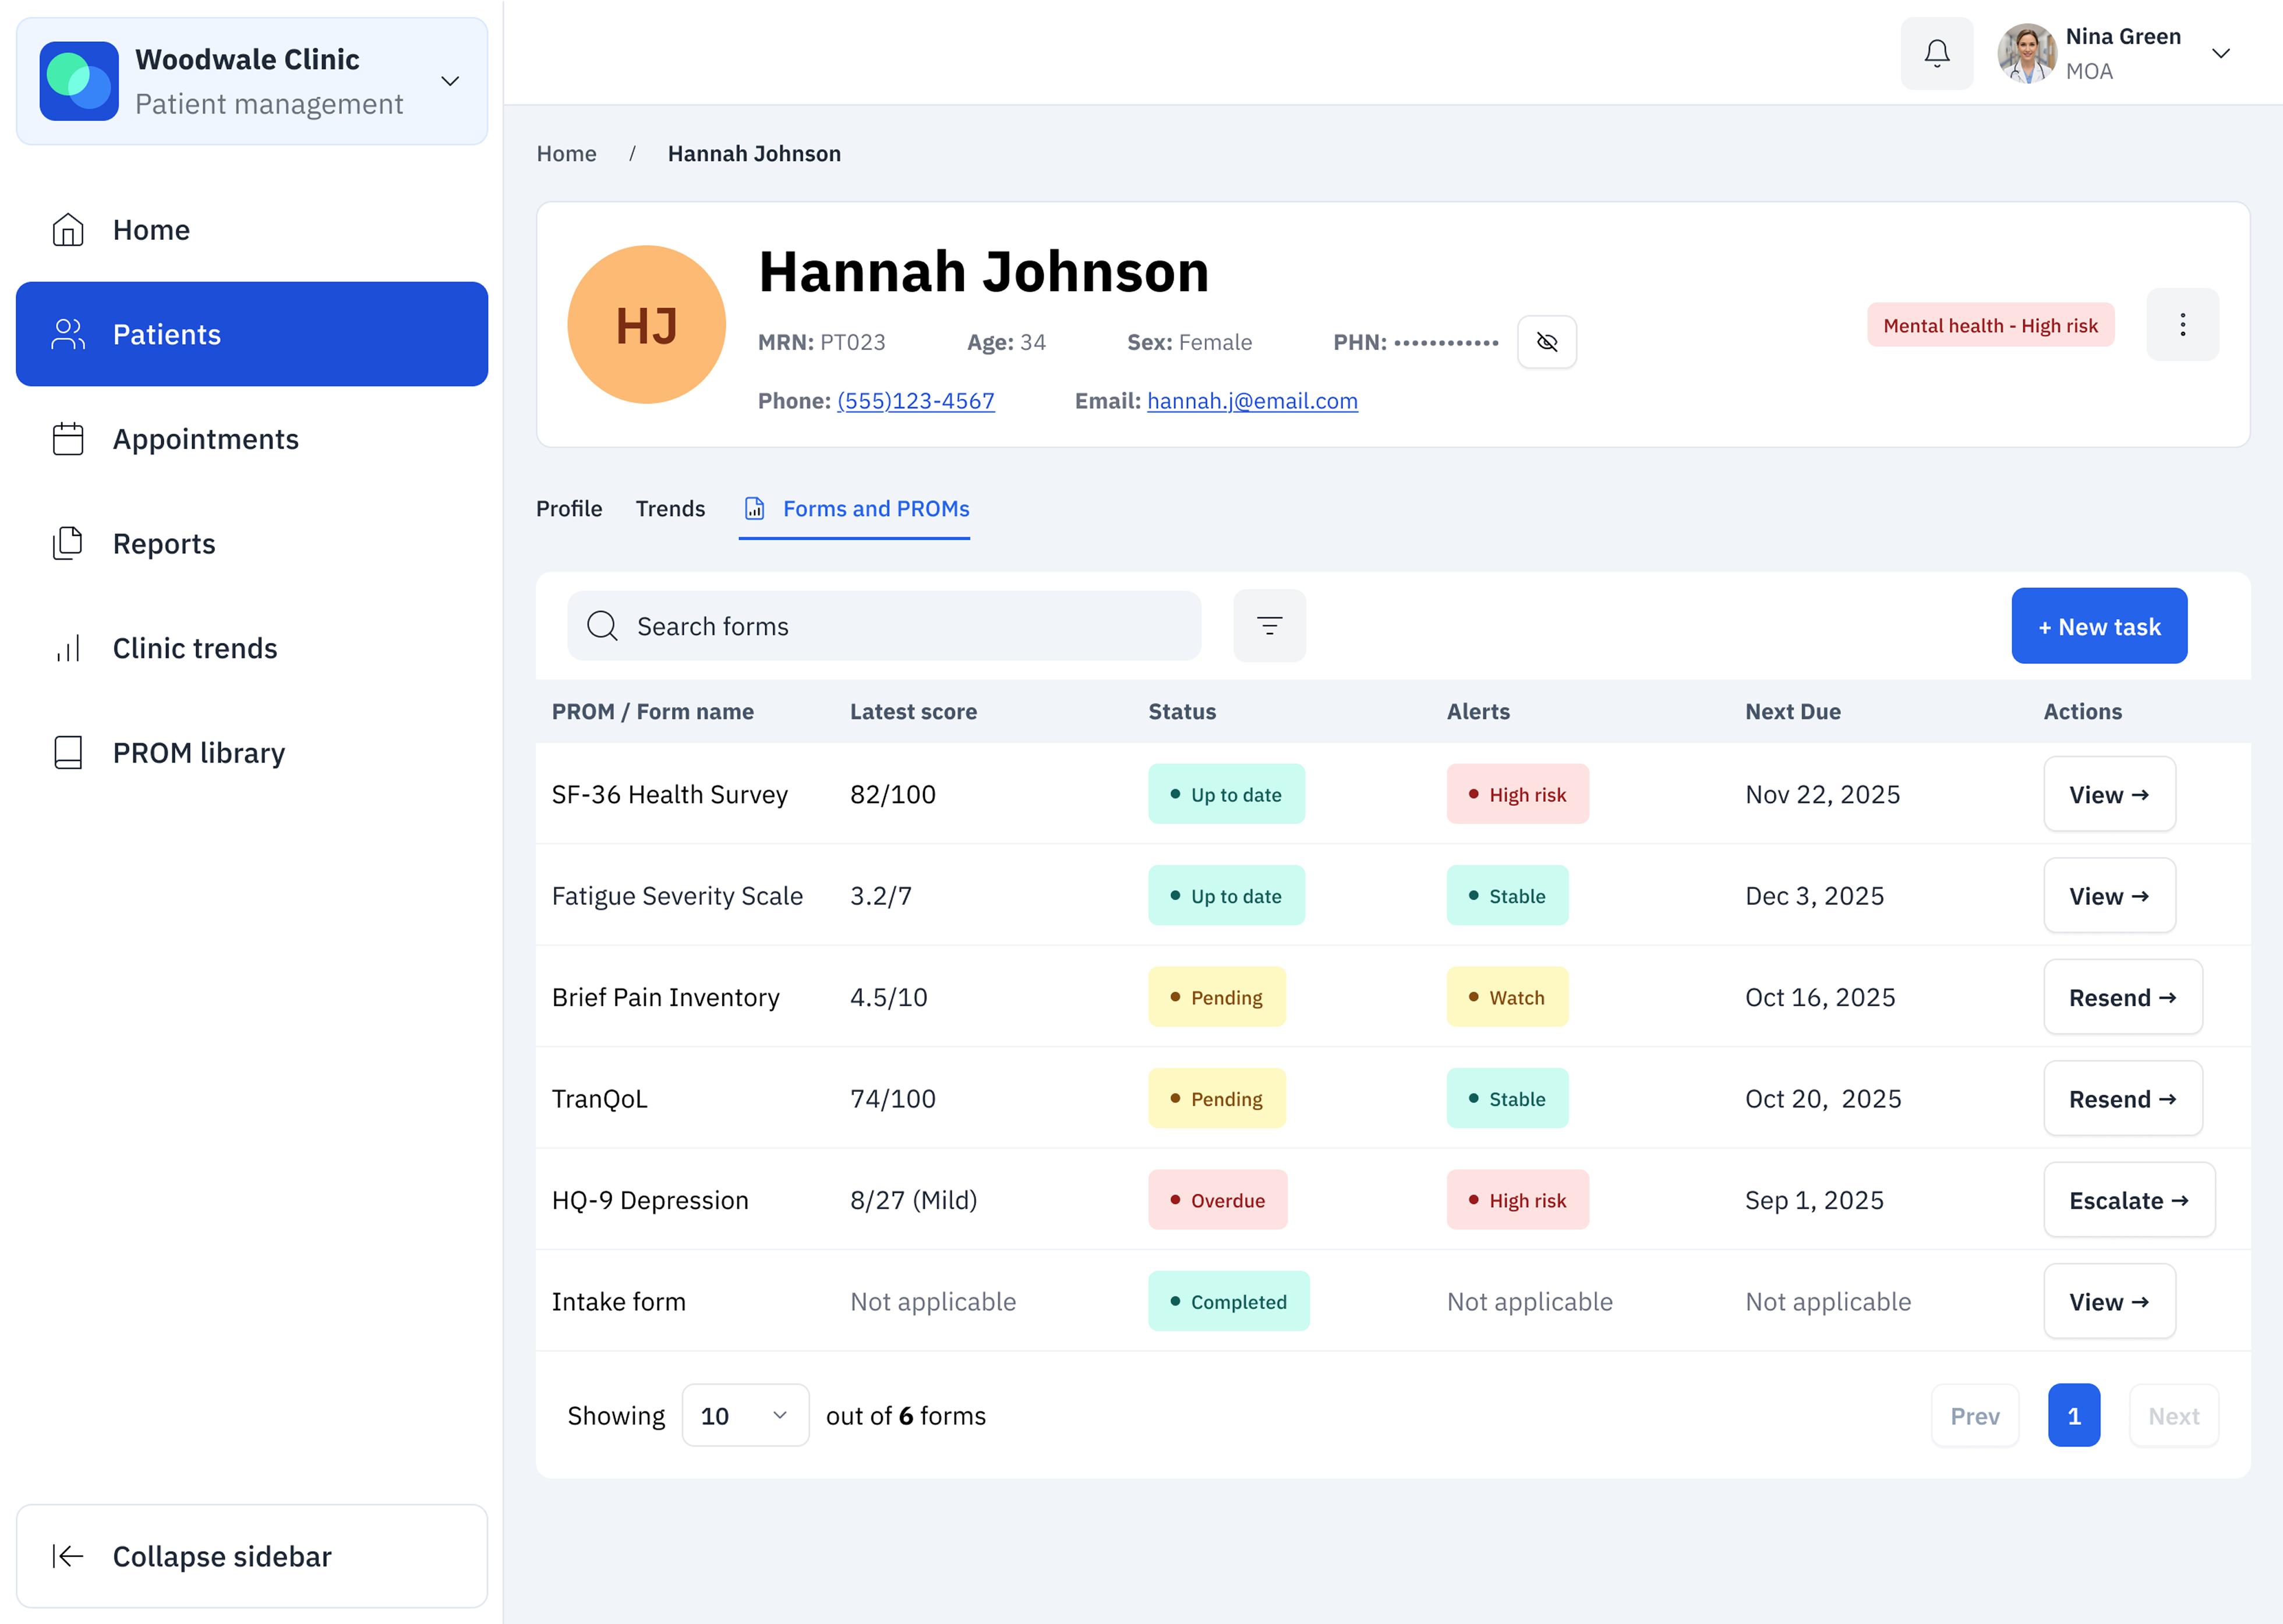 Woodwale Clinic
Patient management
Home
Patients
Appointments
Reports
Clinic trends
PROM library
Collapse sidebar
Nina Green
MOA
Home / Hannah Johnson
HJ
Hannah Johnson
MRN: PT023 Age: 34 Sex: Female PHN: ••••••••••••
Phone: (555)123-4567 Email: hannah.j@email.com
Mental health - High risk
Profile Trends Forms and PROMs
Search forms
+ New task
PROM / Form name Latest score Status Alerts Next Due Actions
SF-36 Health Survey 82/100 Up to date High risk Nov 22, 2025 View →
Fatigue Severity Scale 3.2/7 Up to date Stable Dec 3, 2025 View →
Brief Pain Inventory 4.5/10 Pending Watch Oct 16, 2025 Resend →
TranQoL 74/100 Pending Stable Oct 20, 2025 Resend →
HQ-9 Depression 8/27 (Mild) Overdue High risk Sep 1, 2025 Escalate →
Intake form Not applicable Completed Not applicable Not applicable View →
Showing 10 out of 6 forms
Prev 1 Next